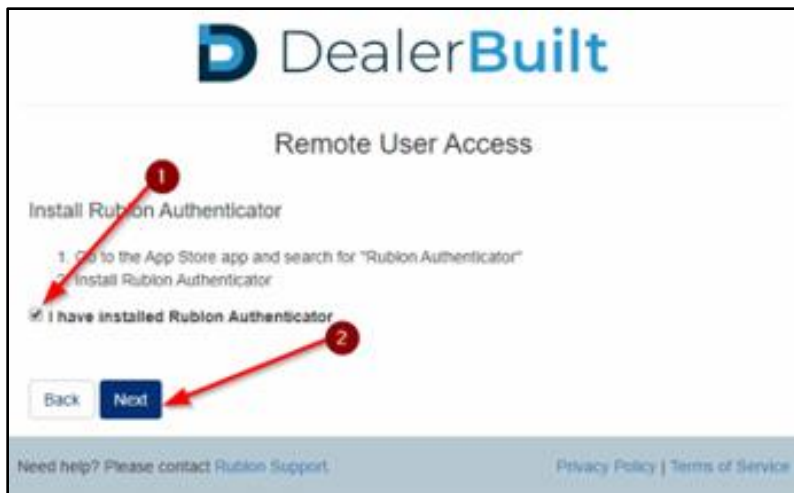 DealerBuilt
Remote User Access
1
Install Rublon Authenticator
1. Go to the App Store app and search for "Rublon Authenticator"
2. Install Rublon Authenticator
I have installed Rublon Authenticator
2
Back Next
Need help? Please contact Rublon Support. Privacy Policy | Terms of Service